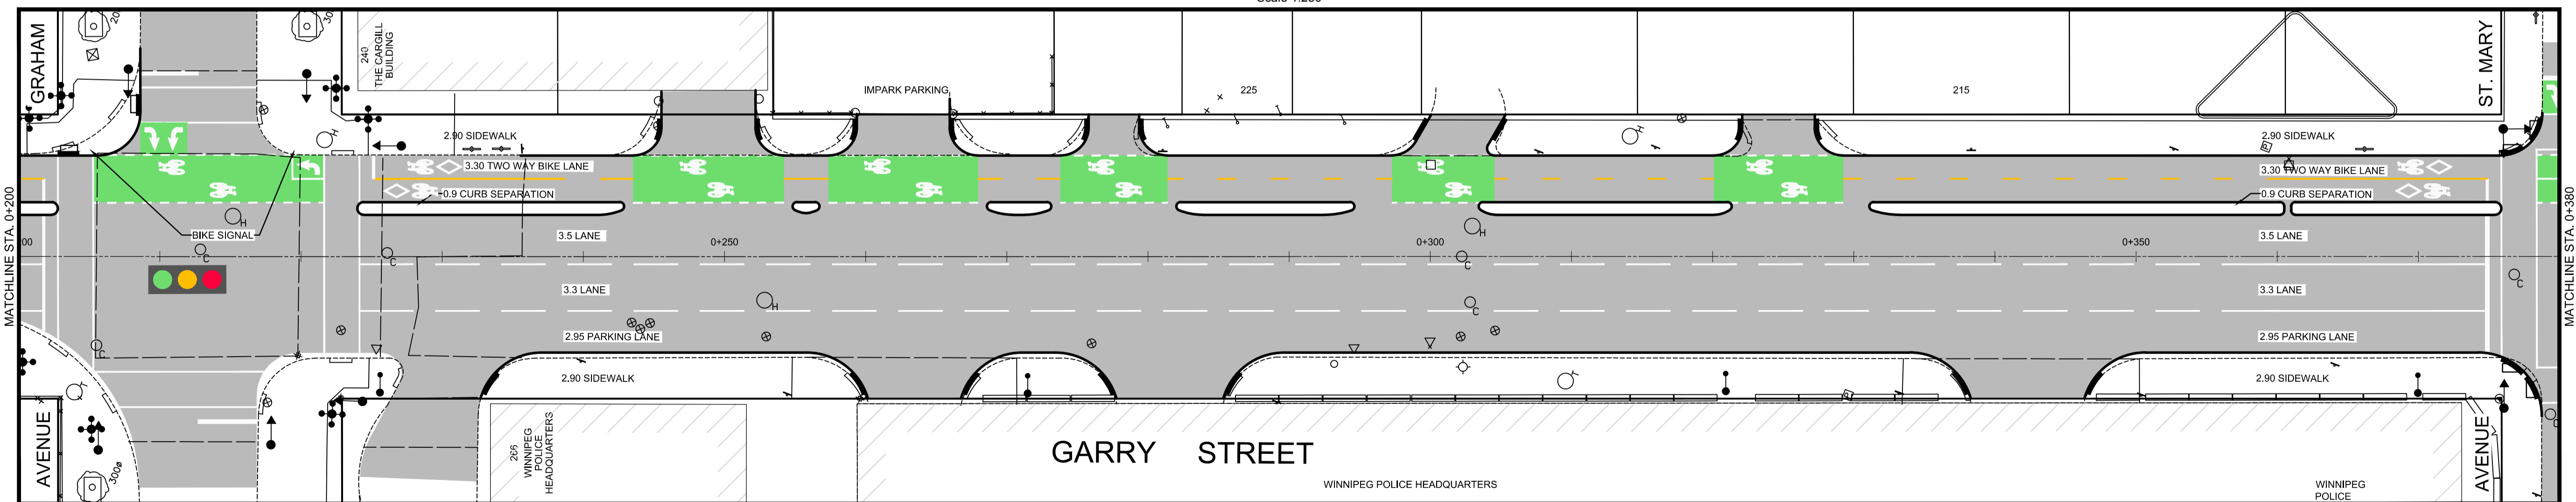 GRAHAM
AVENUE
ST. MARY
AVENUE
MATCHLINE STA. 0+200
MATCHLINE STA. 0+380
240
THE CARGILL
BUILDING
IMPARK PARKING
225
215
2.90 SIDEWALK
2.90 SIDEWALK
H
H
3.30 TWO WAY BIKE LANE
3.30 TWO WAY BIKE LANE
0.9 CURB SEPARATION
0.9 CURB SEPARATION
BIKE SIGNAL
H
H
3.5 LANE
3.5 LANE
0+250
0+300
0+350
C
C
C
C
3.3 LANE
3.3 LANE
H
C
2.95 PARKING LANE
2.95 PARKING LANE
C
2.90 SIDEWALK
2.90 SIDEWALK
300ø
266
WINNIPEG
POLICE
HEADQUARTERS
GARRY STREET
WINNIPEG POLICE HEADQUARTERS
WINNIPEG
POLICE